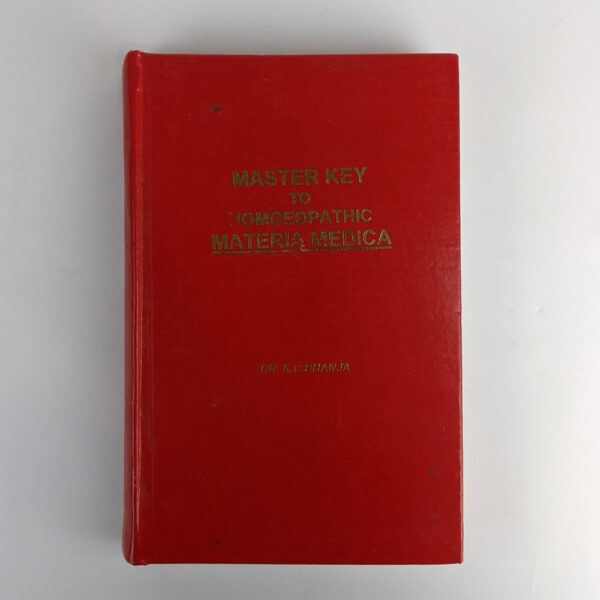 MASTER KEY
TO
HOMOEOPATHIC
MATERIA MEDICA
DR. K.C BHANJA